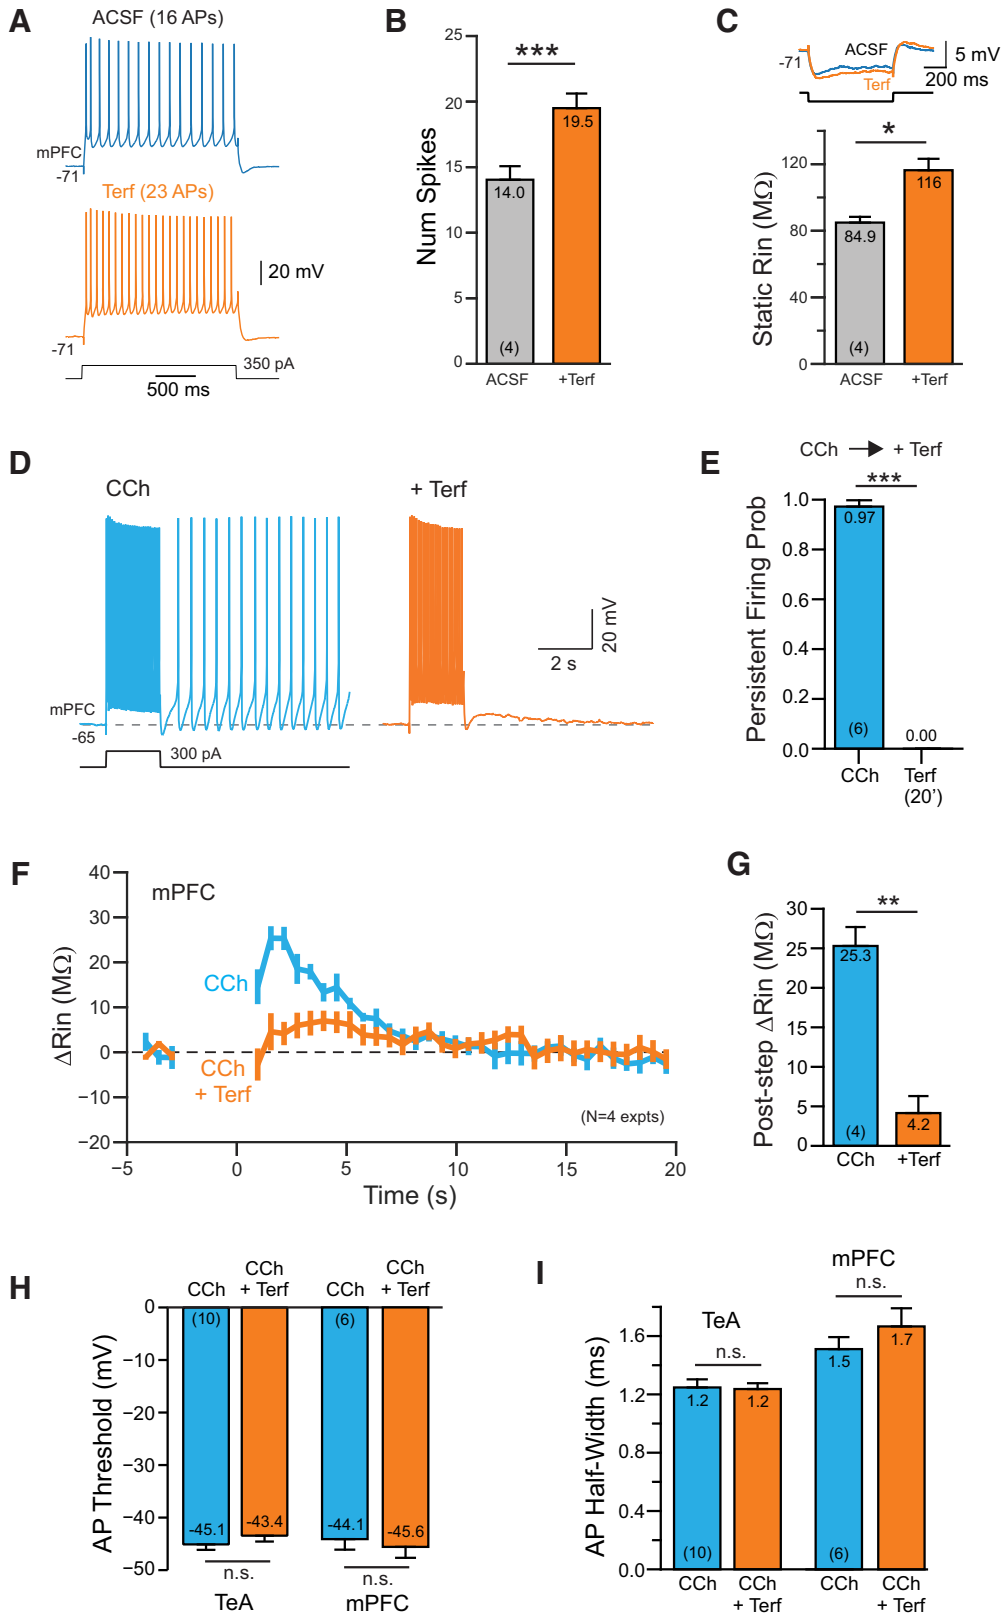 A
ACSF (16 APs)
mPFC
-71
Terf (23 APs)
20 mV
-71
350 pA
500 ms
B
Num Spikes
25
20
15
10
5
0
***
14.0
19.5
(4)
ACSF
+Terf
C
-71
ACSF
Terf
5 mV
200 ms
Static Rin (MΩ)
120
80
40
0
*
84.9
116
(4)
ACSF
+Terf
D
CCh
+ Terf
20 mV
2 s
mPFC
-65
300 pA
E
CCh + Terf
***
Persistent Firing Prob
1.0
0.8
0.6
0.4
0.2
0.0
0.97
(6)
0.00
CCh
Terf
(20')
F
mPFC
ΔRin (MΩ)
40
30
20
10
0
−10
−20
CCh
CCh
+ Terf
(N=4 expts)
−5
0
5
10
15
20
Time (s)
G
Post-step ΔRin (MΩ)
30
25
20
15
10
5
0
**
25.3
4.2
(4)
CCh
+Terf
H
CCh
CCh
+ Terf
CCh
CCh
+ Terf
AP Threshold (mV)
0
−10
−20
−30
−40
−50
(10)
(6)
-45.1
-43.4
-44.1
-45.6
n.s.
n.s.
TeA
mPFC
I
mPFC
n.s.
TeA
n.s.
AP Half-Width (ms)
1.6
1.2
0.8
0.4
0.0
1.2
1.2
1.5
1.7
(10)
(6)
CCh
CCh
+ Terf
CCh
CCh
+ Terf